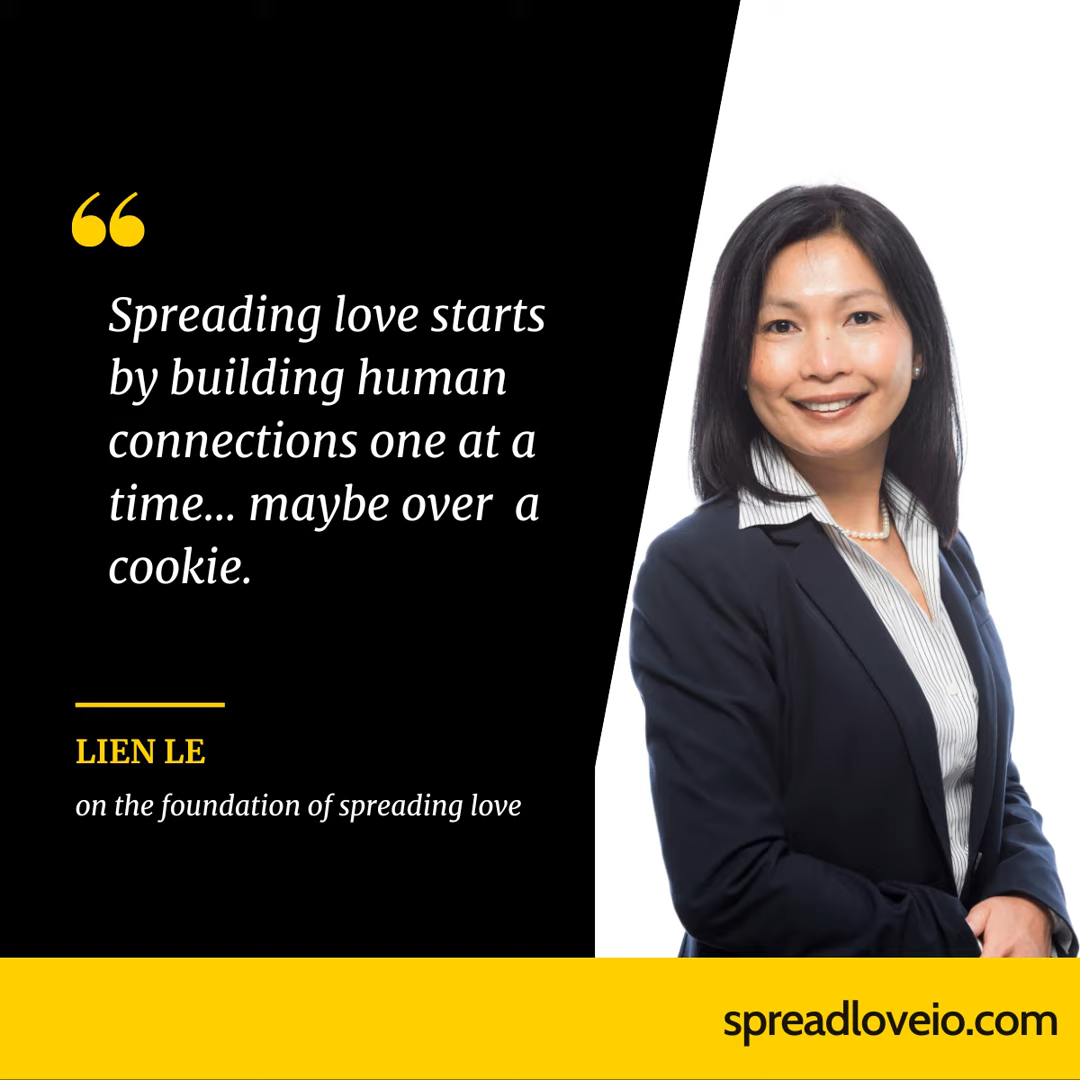 “
Spreading love starts
by building human
connections one at a
time... maybe over  a
cookie.
LIEN LE
on the foundation of spreading love
spreadloveio.com